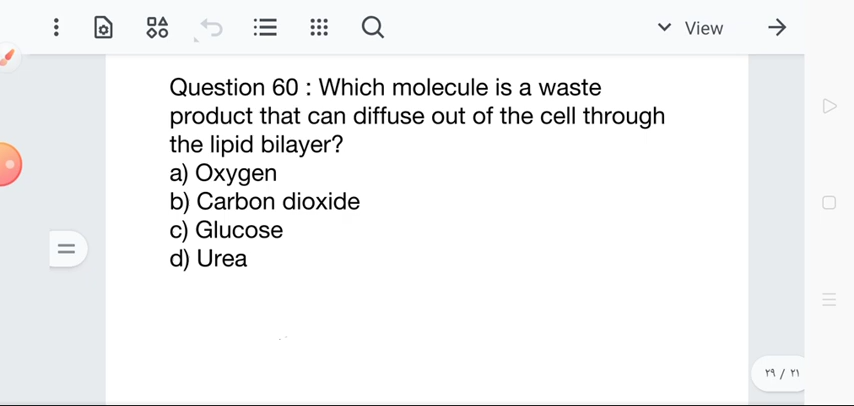 View
Question 60 : Which molecule is a waste
product that can diffuse out of the cell through
the lipid bilayer?
a) Oxygen
b) Carbon dioxide
c) Glucose
d) Urea
٢٩ / ٢١